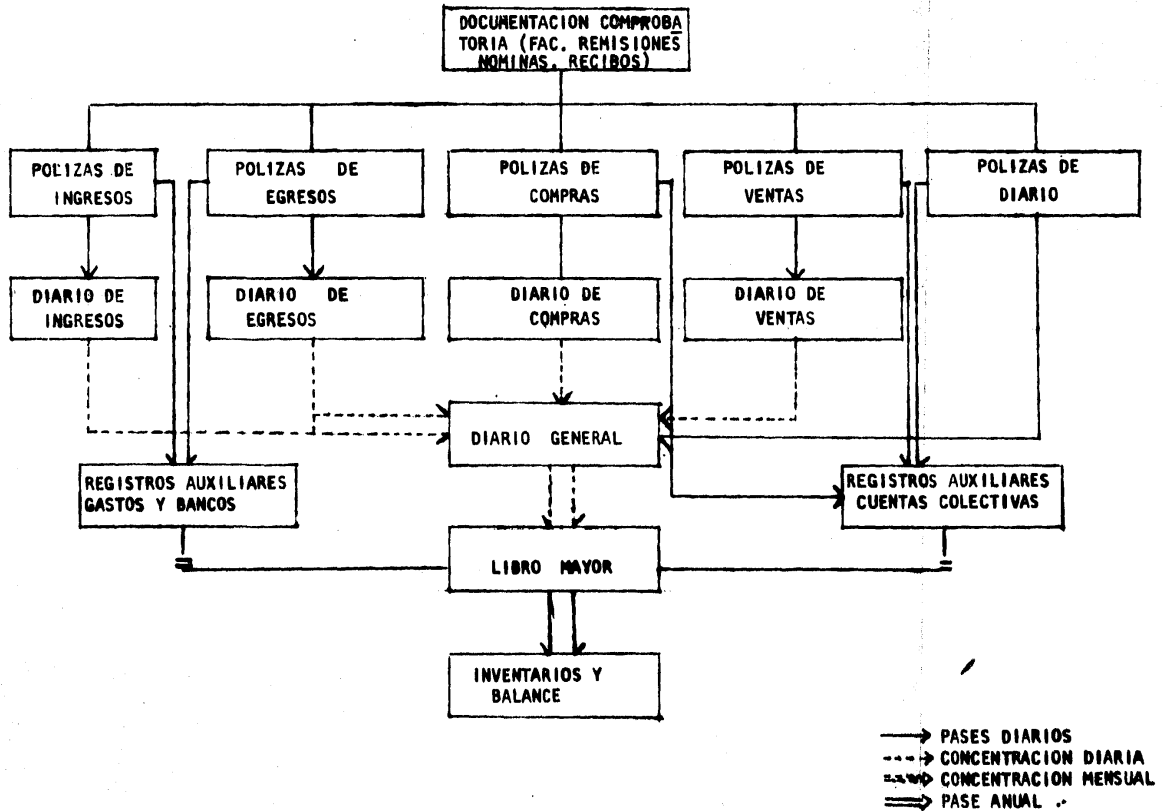 DOCUMENTACION COMPROBA
TORIA (FAC. REMISIONES
NOMINAS. RECIBOS)
POLIZAS DE
INGRESOS
POLIZAS DE
EGRESOS
POLIZAS DE
COMPRAS
POLIZAS DE
VENTAS
POLIZAS DE
DIARIO
DIARIO DE
INGRESOS
DIARIO DE
EGRESOS
DIARIO DE
COMPRAS
DIARIO DE
VENTAS
DIARIO GENERAL
REGISTROS AUXILIARES
GASTOS Y BANCOS
REGISTROS AUXILIARES
CUENTAS COLECTIVAS
LIBRO MAYOR
INVENTARIOS Y
BALANCE
PASES DIARIOS
CONCENTRACION DIARIA
CONCENTRACION MENSUAL
PASE ANUAL